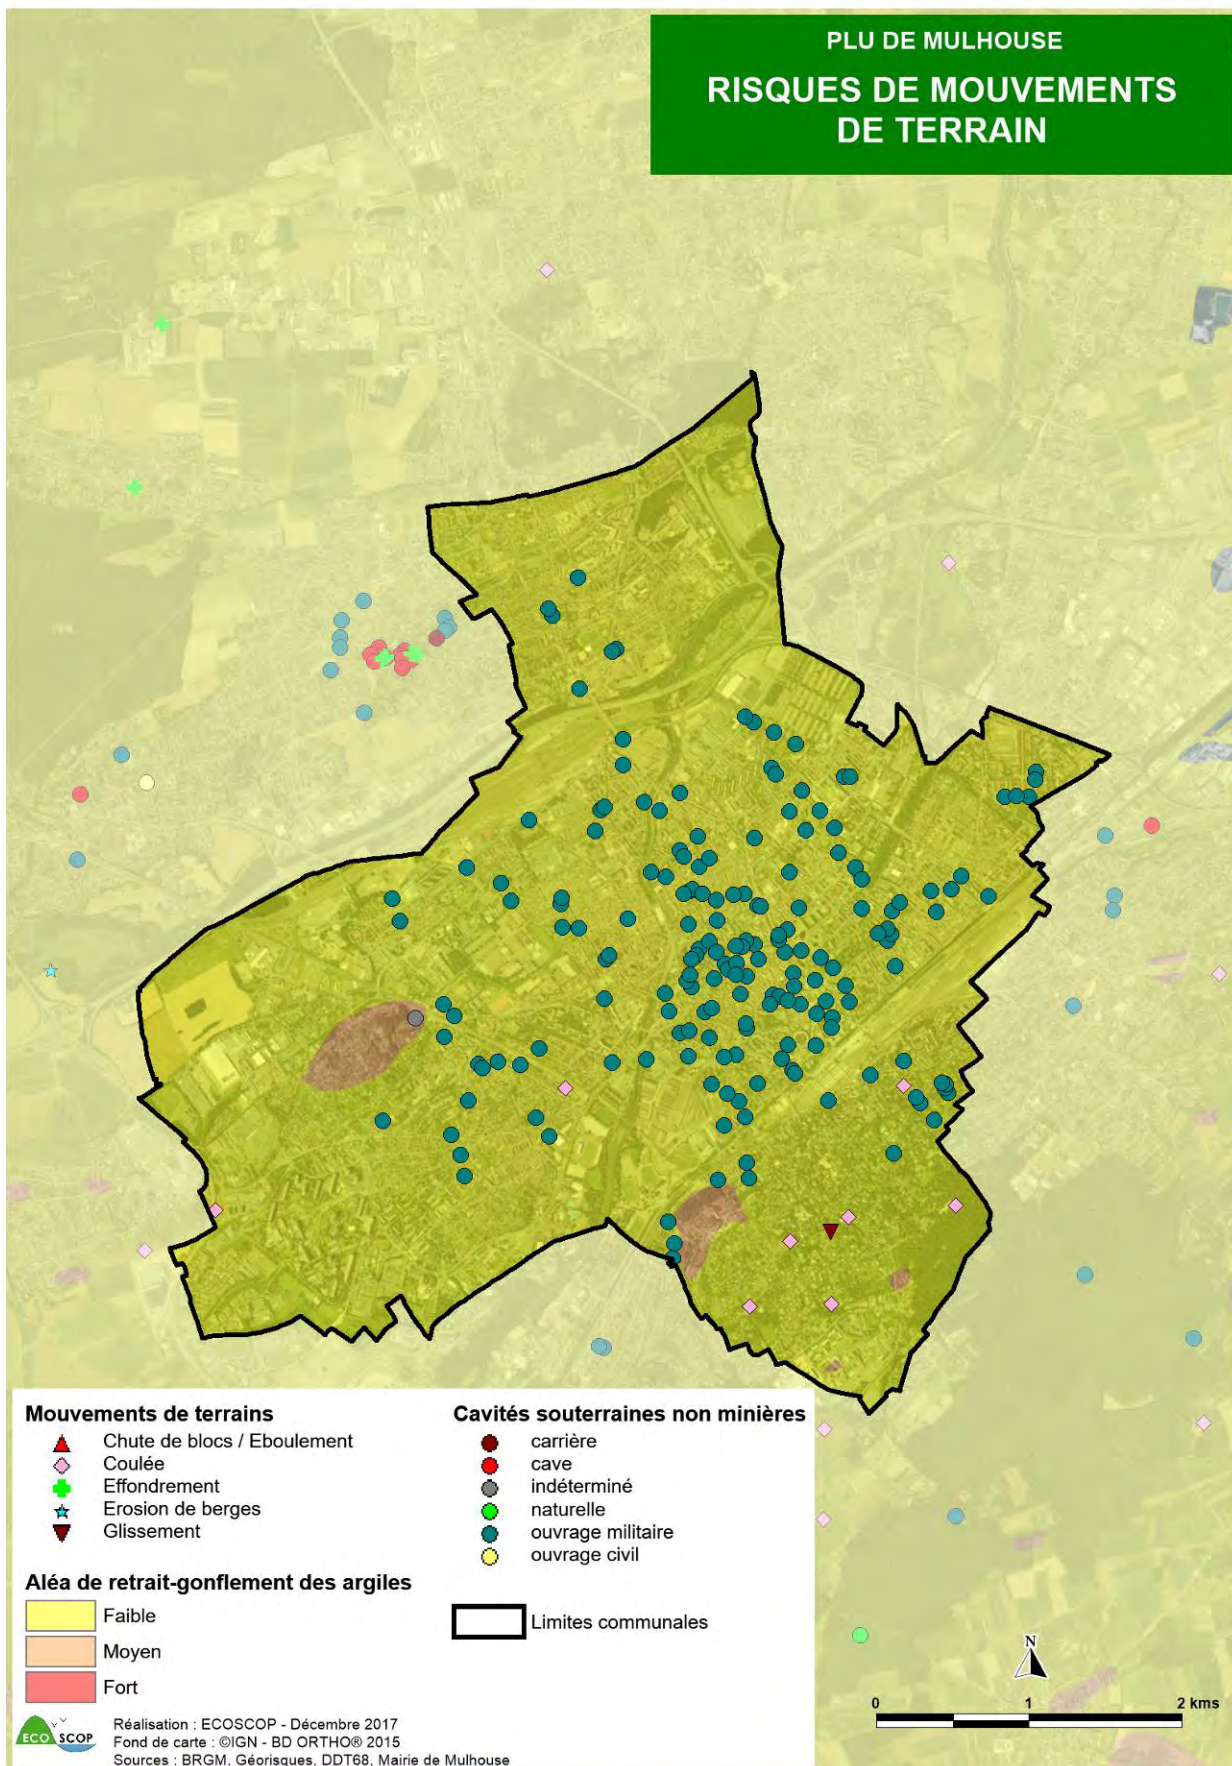 PLU DE MULHOUSE
RISQUES DE MOUVEMENTS
DE TERRAIN
Mouvements de terrains
Chute de blocs / Eboulement
Coulée
Effondrement
Erosion de berges
Glissement
Aléa de retrait-gonflement des argiles
Faible
Moyen
Fort
Cavités souterraines non minières
carrière
cave
indéterminé
naturelle
ouvrage militaire
ouvrage civil
Limites communales
N
0 1 2 kms
ECO SCOP
Réalisation : ECOSCOP - Décembre 2017
Fond de carte : ©IGN - BD ORTHO® 2015
Sources : BRGM, Géorisques, DDT68, Mairie de Mulhouse